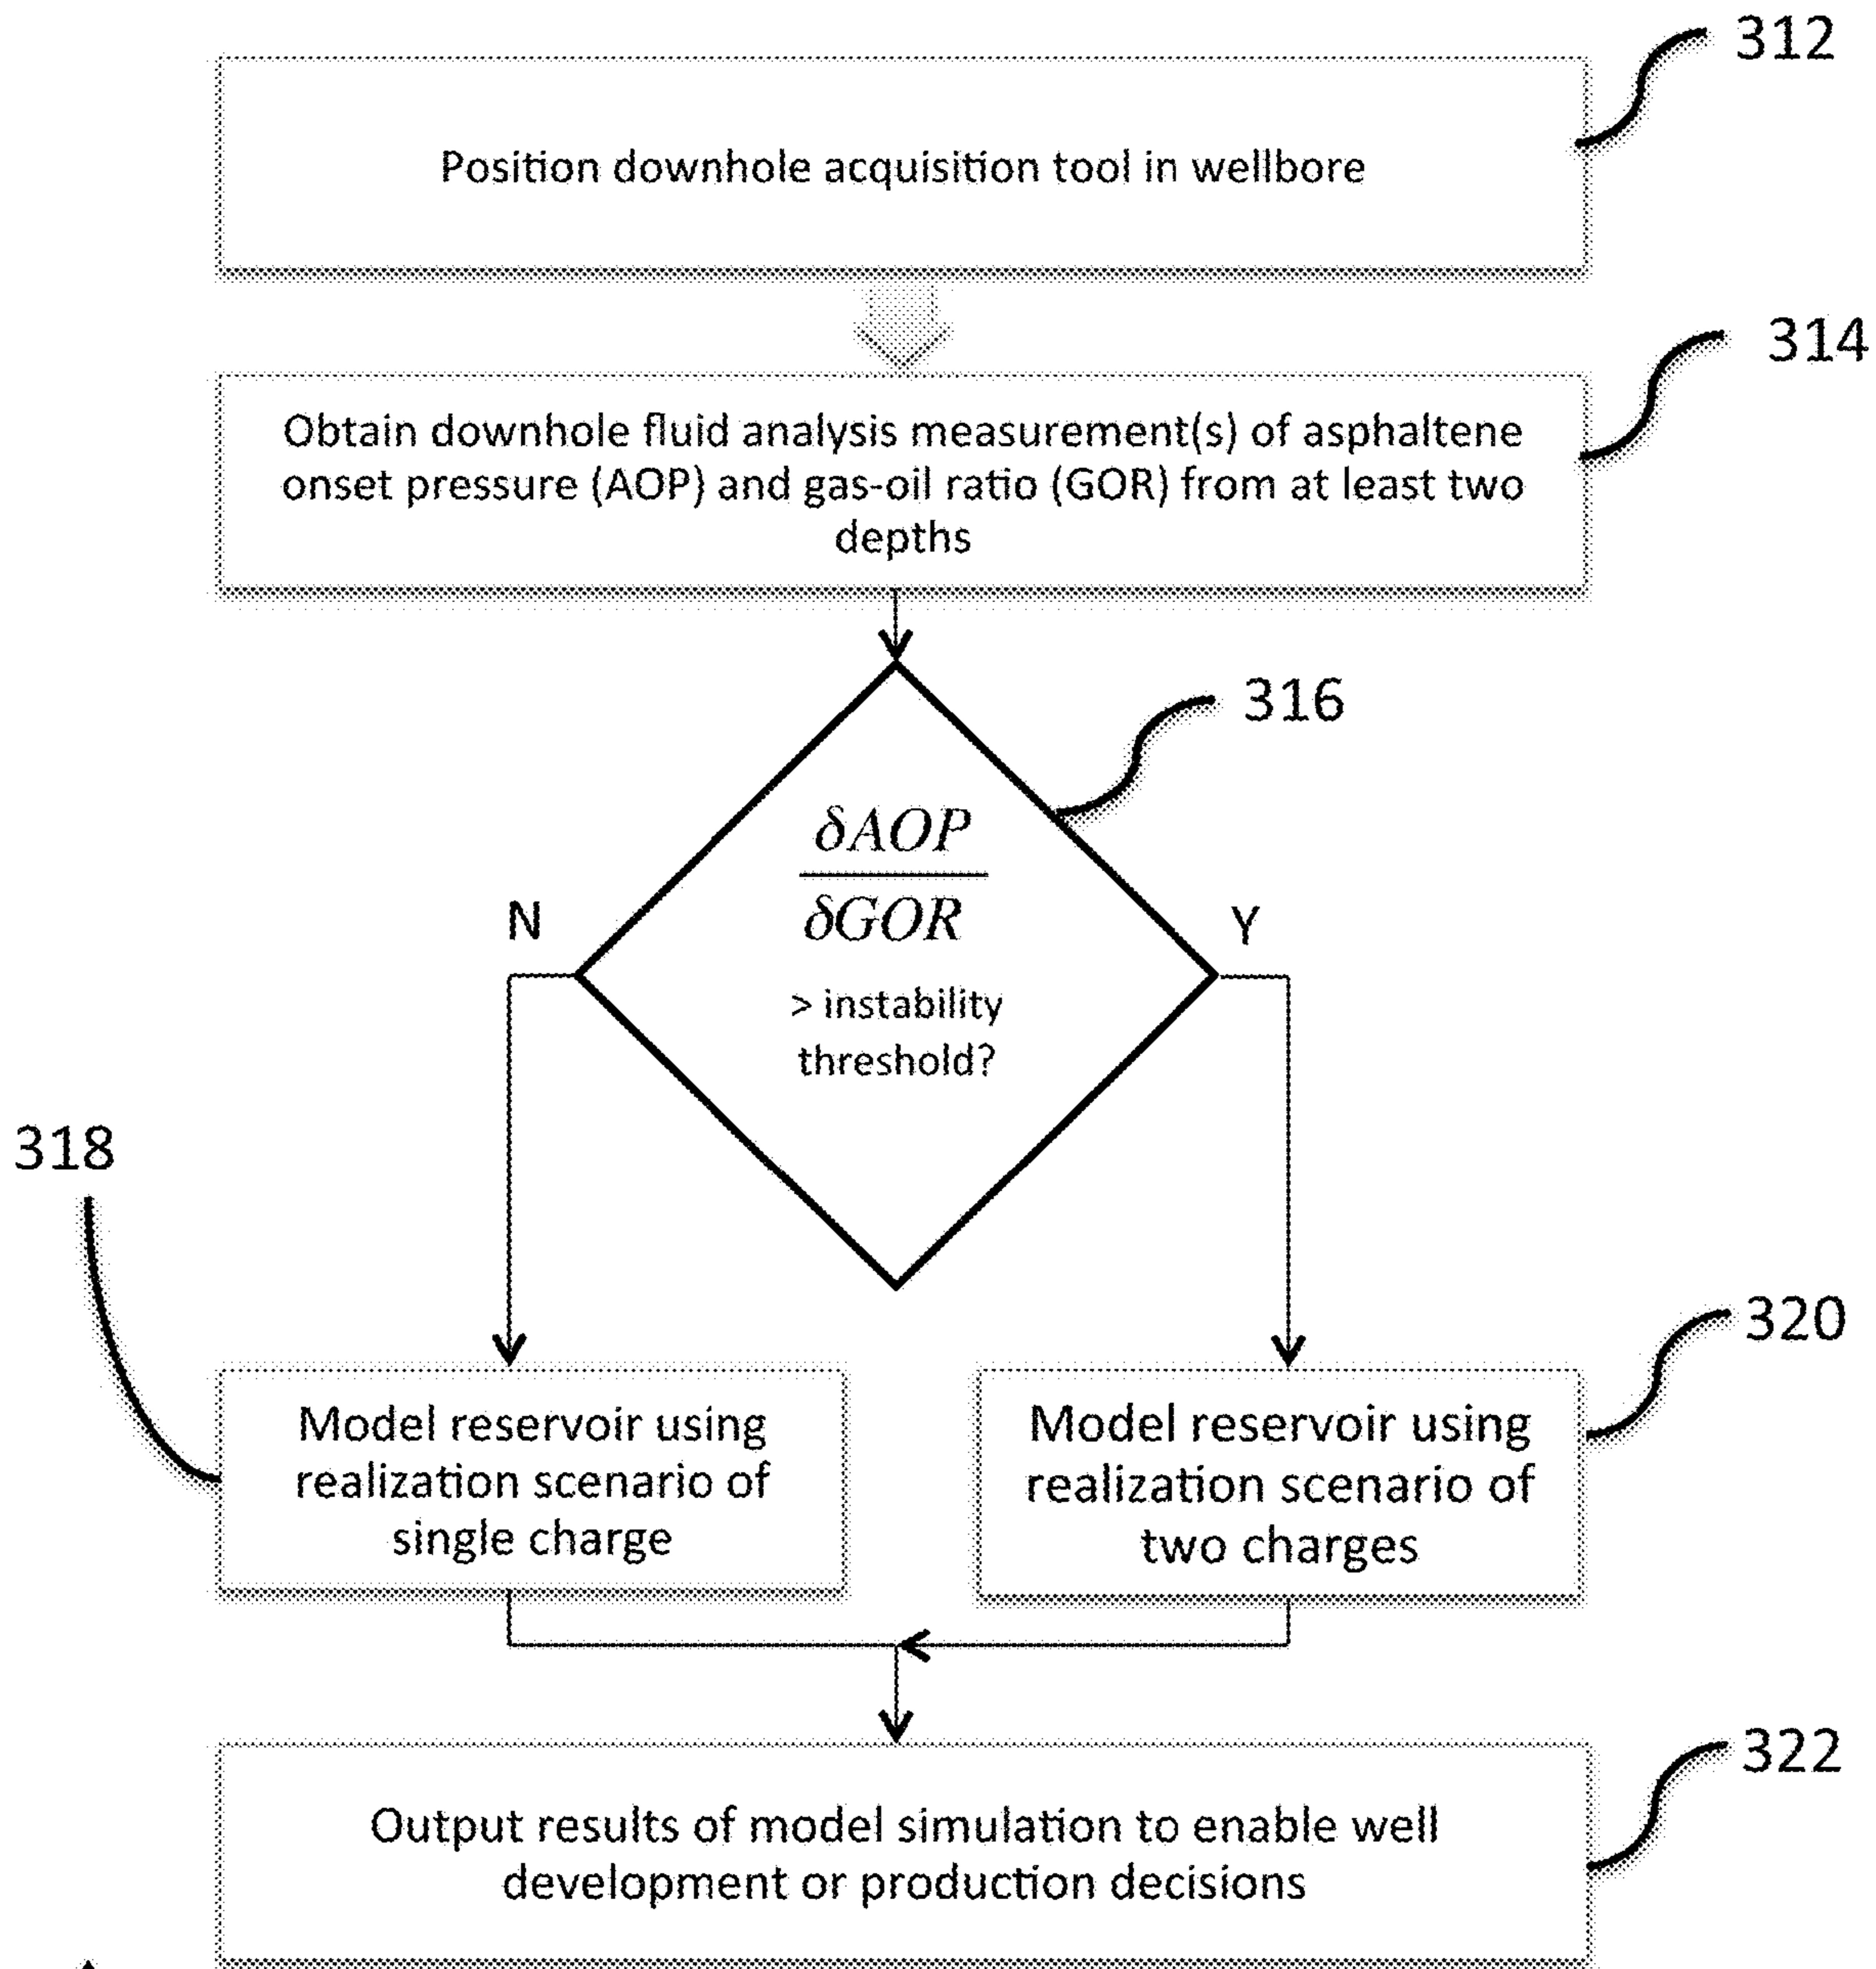 312
Position downhole acquisition tool in wellbore
314
Obtain downhole fluid analysis measurement(s) of asphaltene
onset pressure (AOP) and gas-oil ratio (GOR) from at least two
depths
316
δAOP
δGOR
> instability
threshold?
N
Y
318
320
Model reservoir using
realization scenario of
single charge
Model reservoir using
realization scenario of
two charges
322
Output results of model simulation to enable well
development or production decisions